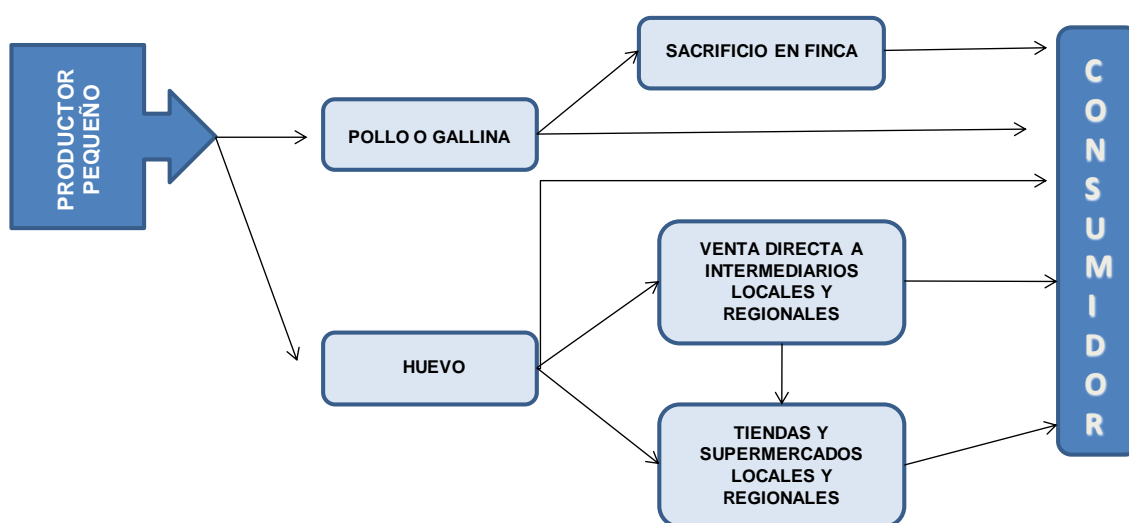 PRODUCTOR
PEQUEÑO
POLLO O GALLINA
SACRIFICIO EN FINCA
HUEVO
VENTA DIRECTA A
INTERMEDIARIOS
LOCALES Y
REGIONALES
TIENDAS Y
SUPERMERCADOS
LOCALES Y
REGIONALES
CONSUMIDOR